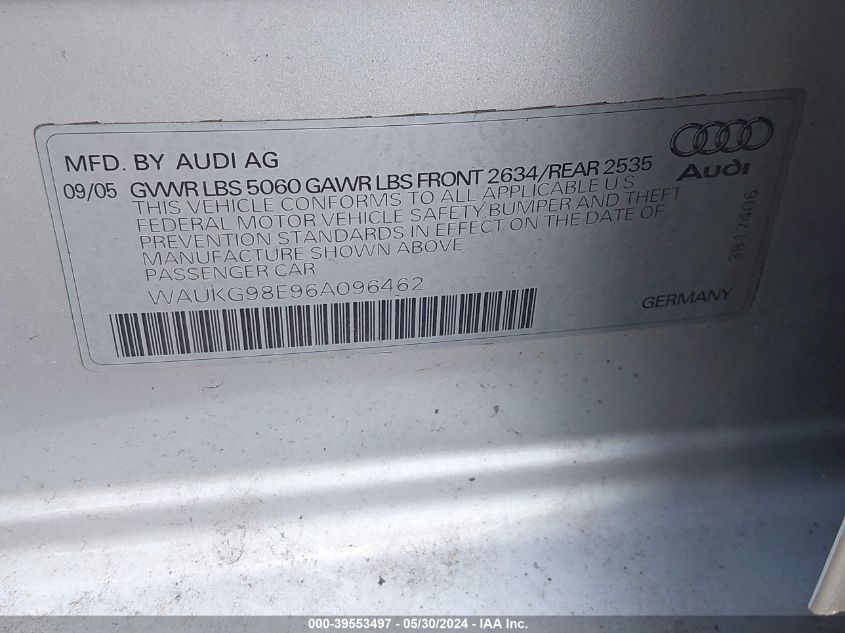 MFD. BY AUDI AG
Audi
09/05 GVWR LBS 5060 GAWR LBS FRONT 2634/REAR 2535
THIS VEHICLE CONFORMS TO ALL APPLICABLE U S
FEDERAL MOTOR VEHICLE SAFETY,BUMPER AND THEFT
PREVENTION STANDARDS IN EFFECT ON THE DATE OF
MANUFACTURE SHOWN ABOVE
PASSENGER CAR
WAUKG98E96A096462
3817406
GERMANY
000-39553497 - 05/30/2024 - IAA Inc.